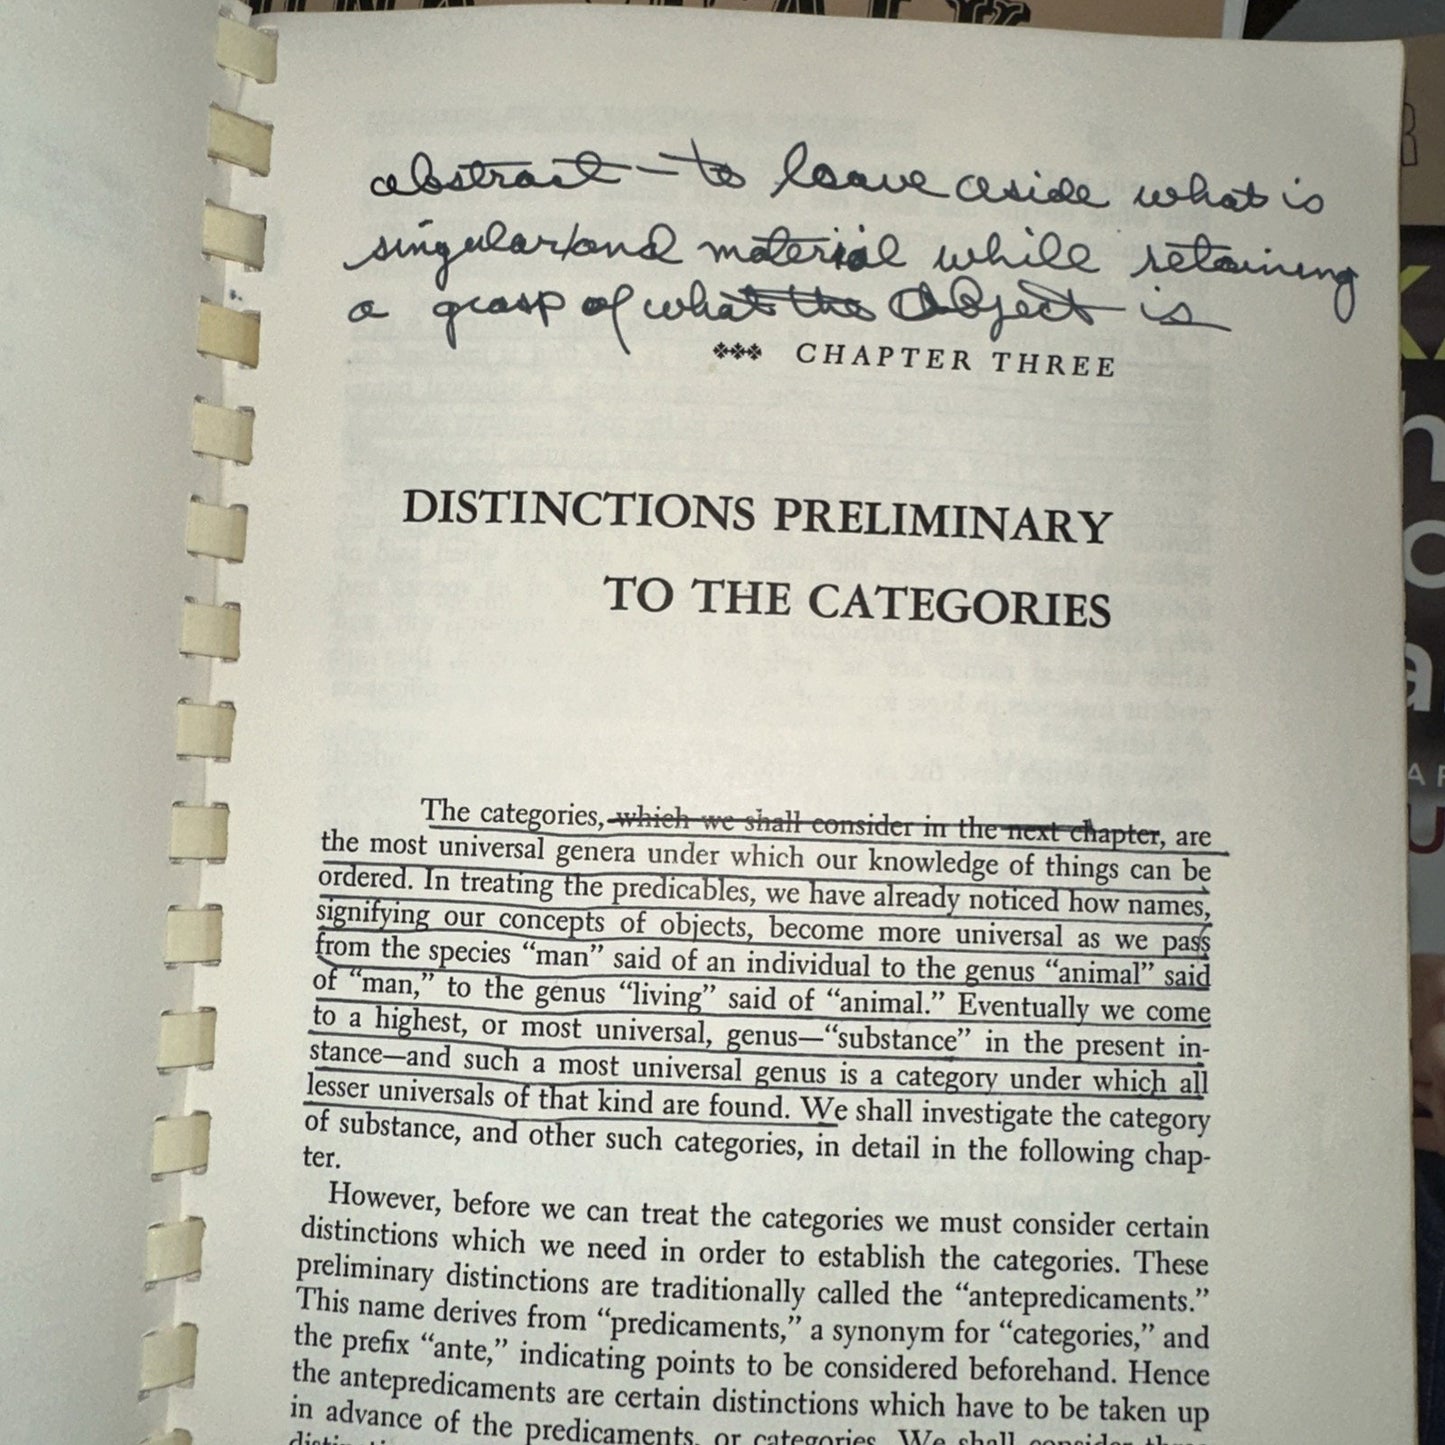 abstract — to leave aside what is
singular/and material while retaining
a grasp of what the Object is
CHAPTER THREE
DISTINCTIONS PRELIMINARY
TO THE CATEGORIES
The categories, which we shall consider in the next chapter, are
the most universal genera under which our knowledge of things can be
ordered. In treating the predicables, we have already noticed how names,
signifying our concepts of objects, become more universal as we pass
from the species “man” said of an individual to the genus “animal” said
of “man,” to the genus “living” said of “animal.” Eventually we come
to a highest, or most universal, genus—“substance” in the present in-
stance—and such a most universal genus is a category under which all
lesser universals of that kind are found. We shall investigate the category
of substance, and other such categories, in detail in the following chap-
ter.
However, before we can treat the categories we must consider certain
distinctions which we need in order to establish the categories. These
preliminary distinctions are traditionally called the “antepredicaments.”
This name derives from “predicaments,” a synonym for “categories,” and
the prefix “ante,” indicating points to be considered beforehand. Hence
the antepredicaments are certain distinctions which have to be taken up
in advance of the predicaments, or categories. We shall consider three